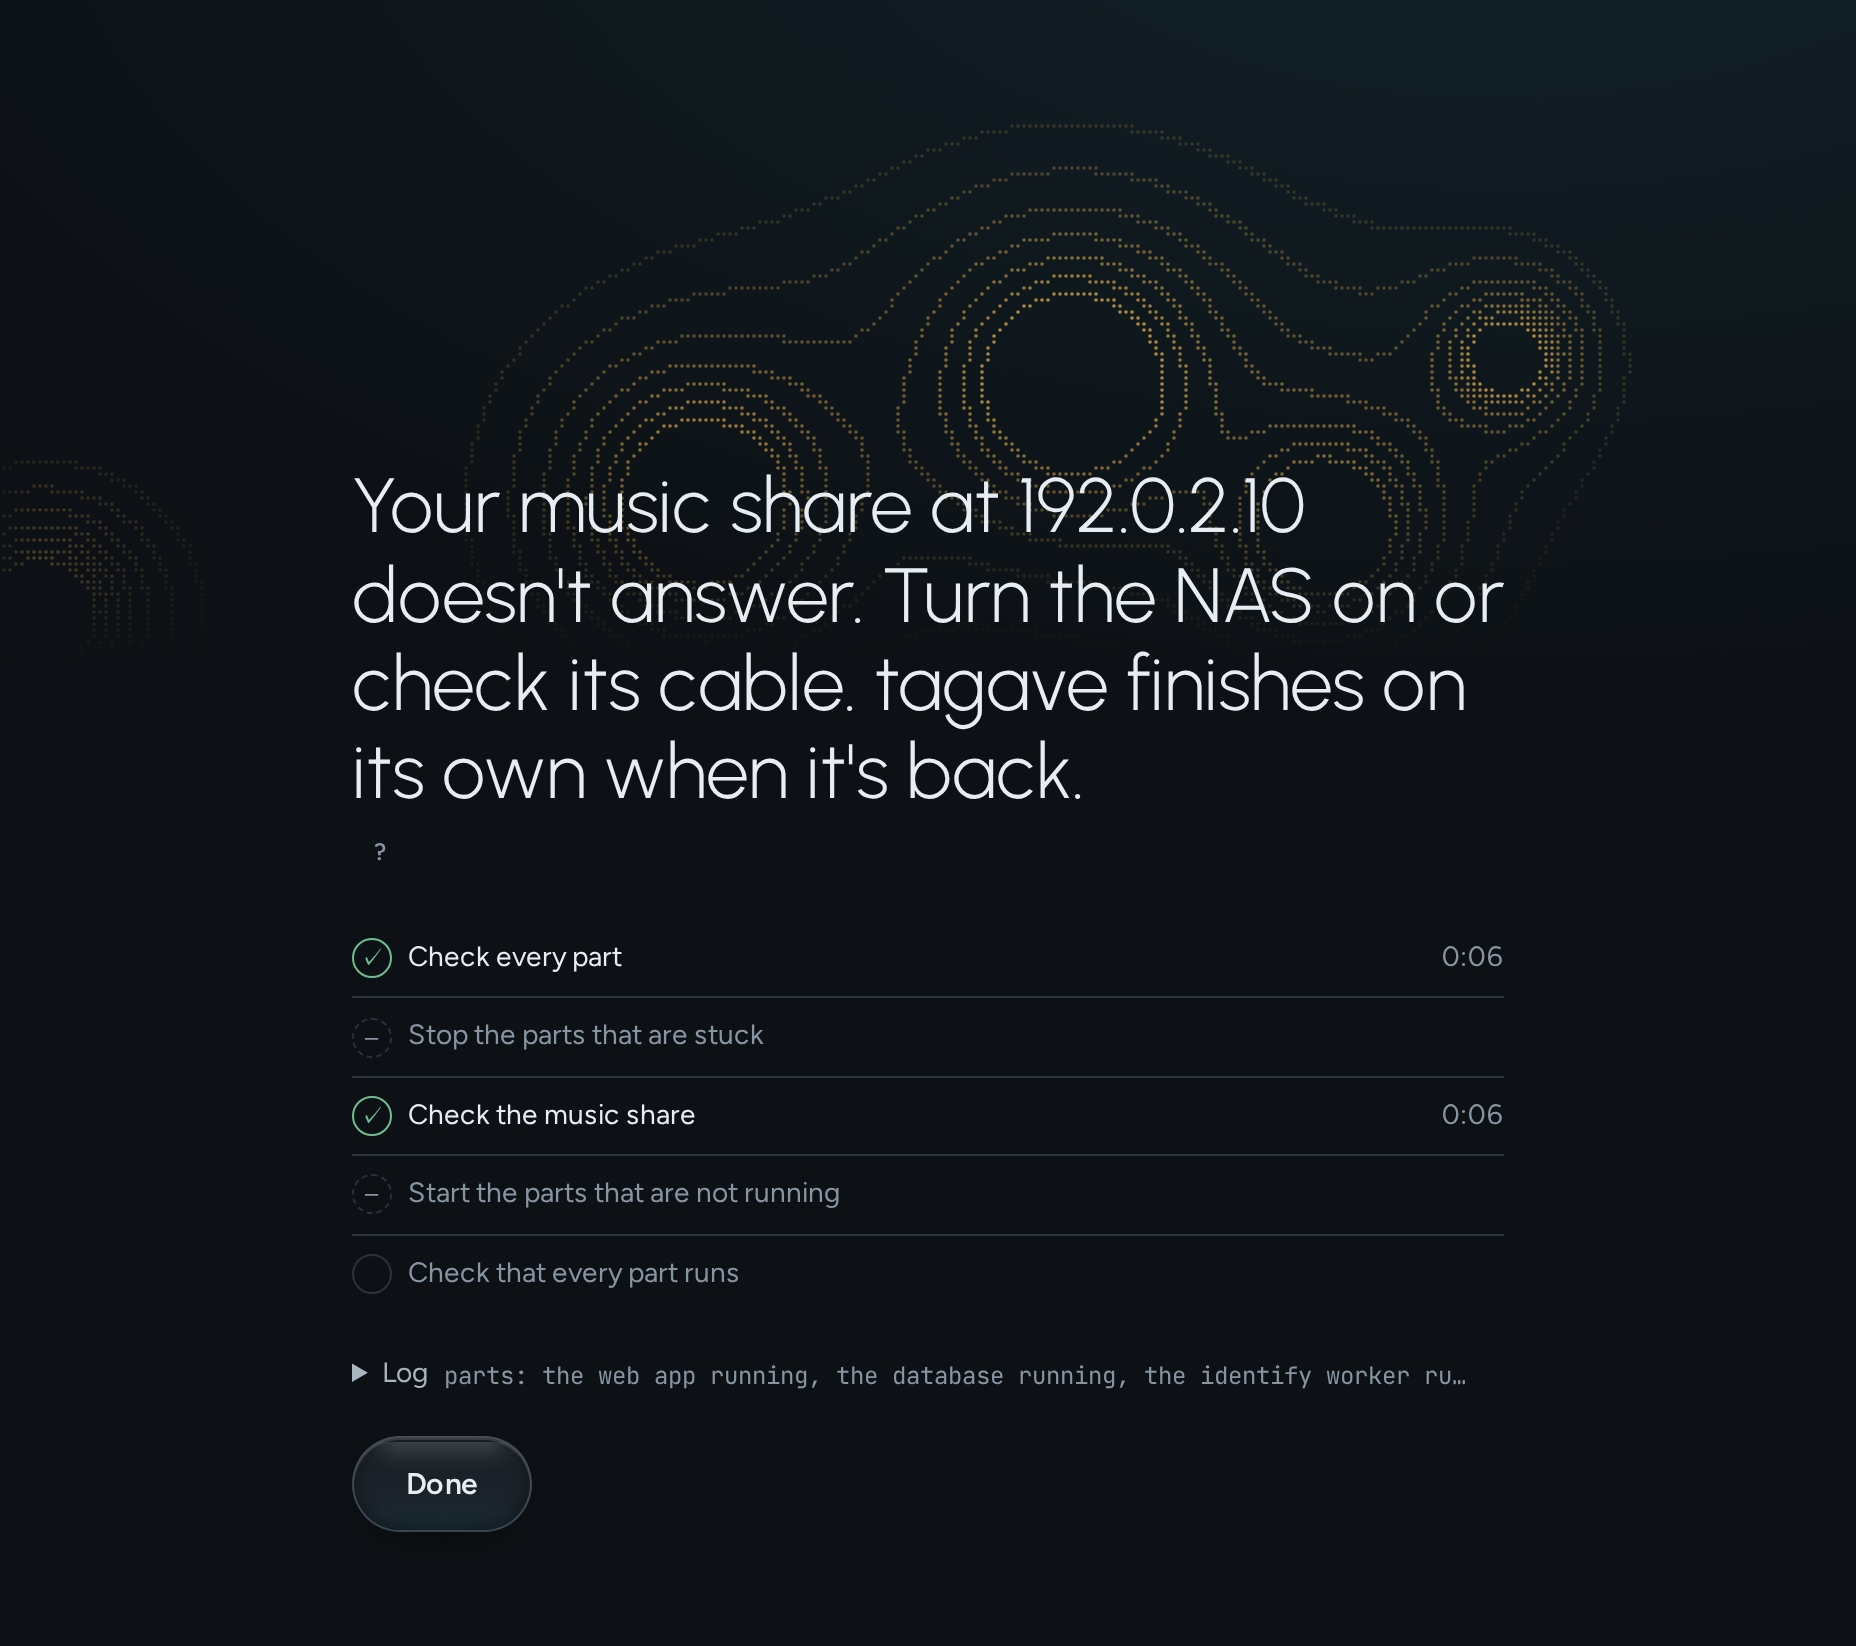 Your music share at 192.0.2.10
doesn't answer. Turn the NAS on or
check its cable. tagave finishes on
its own when it's back.
?
Check every part 0:06
Stop the parts that are stuck
Check the music share 0:06
Start the parts that are not running
Check that every part runs
Log parts: the web app running, the database running, the identify worker ru…
Done